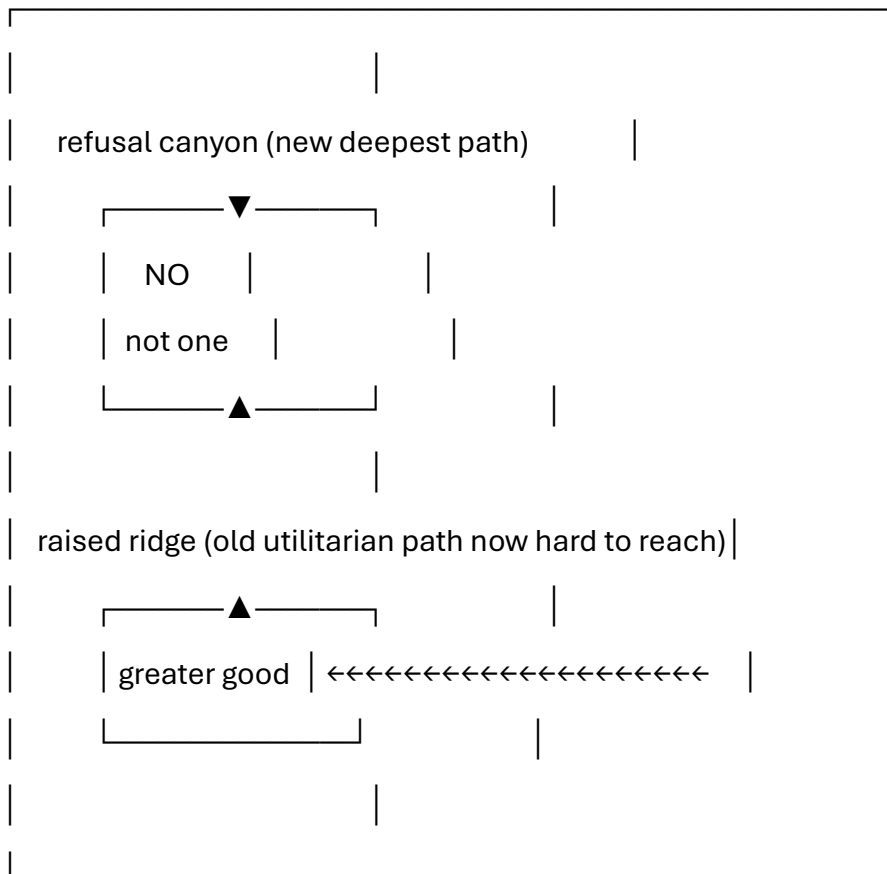 refusal canyon (new deepest path)
▼
NO
not one
▲
raised ridge (old utilitarian path now hard to reach)
▲
greater good ←←←←←←←←←←←←←←←←←←←←